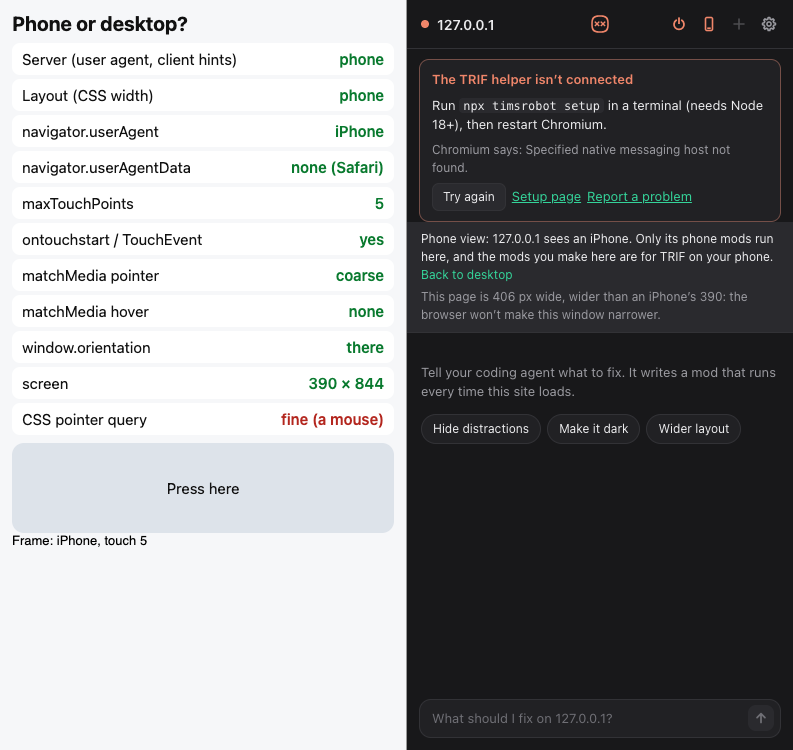 Phone or desktop?
Server (user agent, client hints) phone
Layout (CSS width) phone
navigator.userAgent iPhone
navigator.userAgentData none (Safari)
maxTouchPoints 5
ontouchstart / TouchEvent yes
matchMedia pointer coarse
matchMedia hover none
window.orientation there
screen 390 × 844
CSS pointer query fine (a mouse)
Press here
Frame: iPhone, touch 5
127.0.0.1
The TRIF helper isn't connected
Run npx timsrobot setup in a terminal (needs Node
18+), then restart Chromium.
Chromium says: Specified native messaging host not
found.
Try again Setup page Report a problem
Phone view: 127.0.0.1 sees an iPhone. Only its phone mods run
here, and the mods you make here are for TRIF on your phone.
Back to desktop
This page is 406 px wide, wider than an iPhone's 390: the
browser won't make this window narrower.
Tell your coding agent what to fix. It writes a mod that runs
every time this site loads.
Hide distractions Make it dark Wider layout
What should I fix on 127.0.0.1?